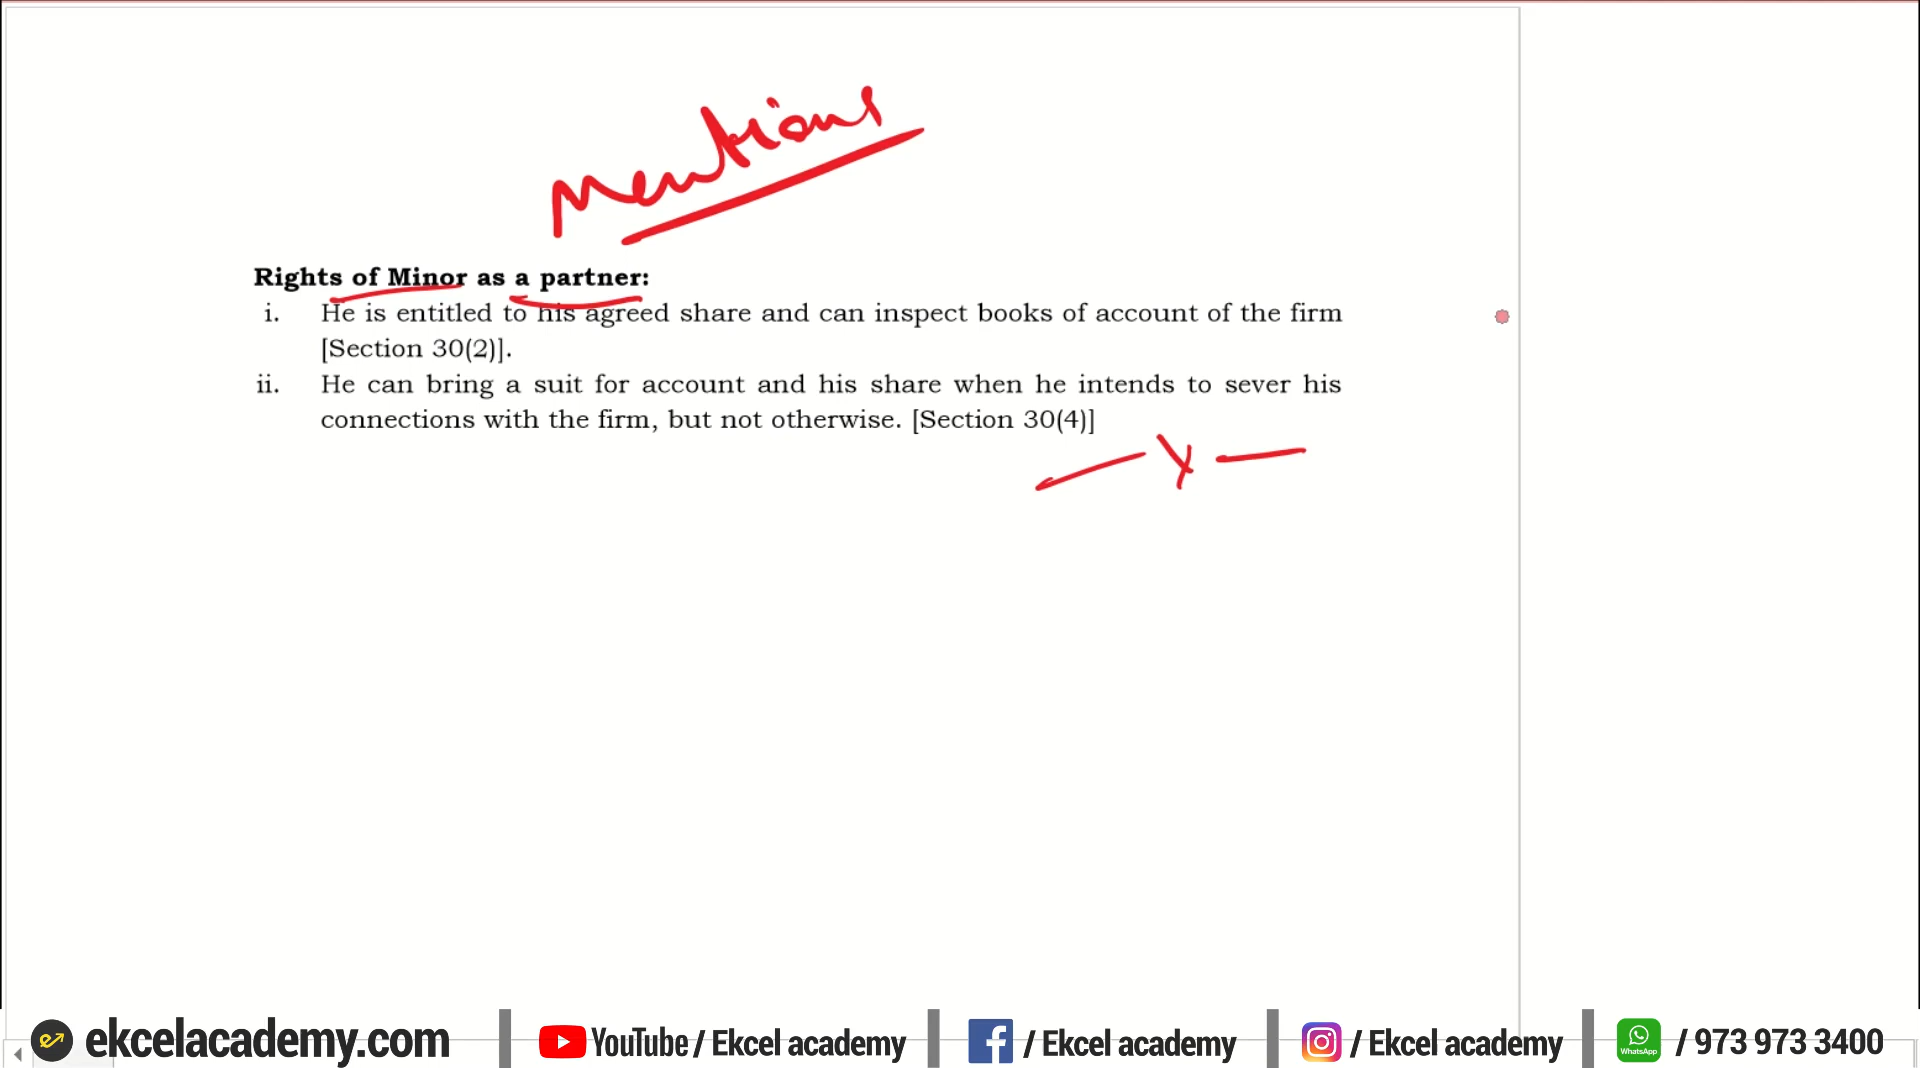 Mentions
Rights of Minor as a partner:
i. He is entitled to his agreed share and can inspect books of account of the firm
[Section 30(2)].
ii. He can bring a suit for account and his share when he intends to sever his
connections with the firm, but not otherwise. [Section 30(4)]
— x —
ekcelacademy.com YouTube / Ekcel academy / Ekcel academy / Ekcel academy WhatsApp / 973 973 3400